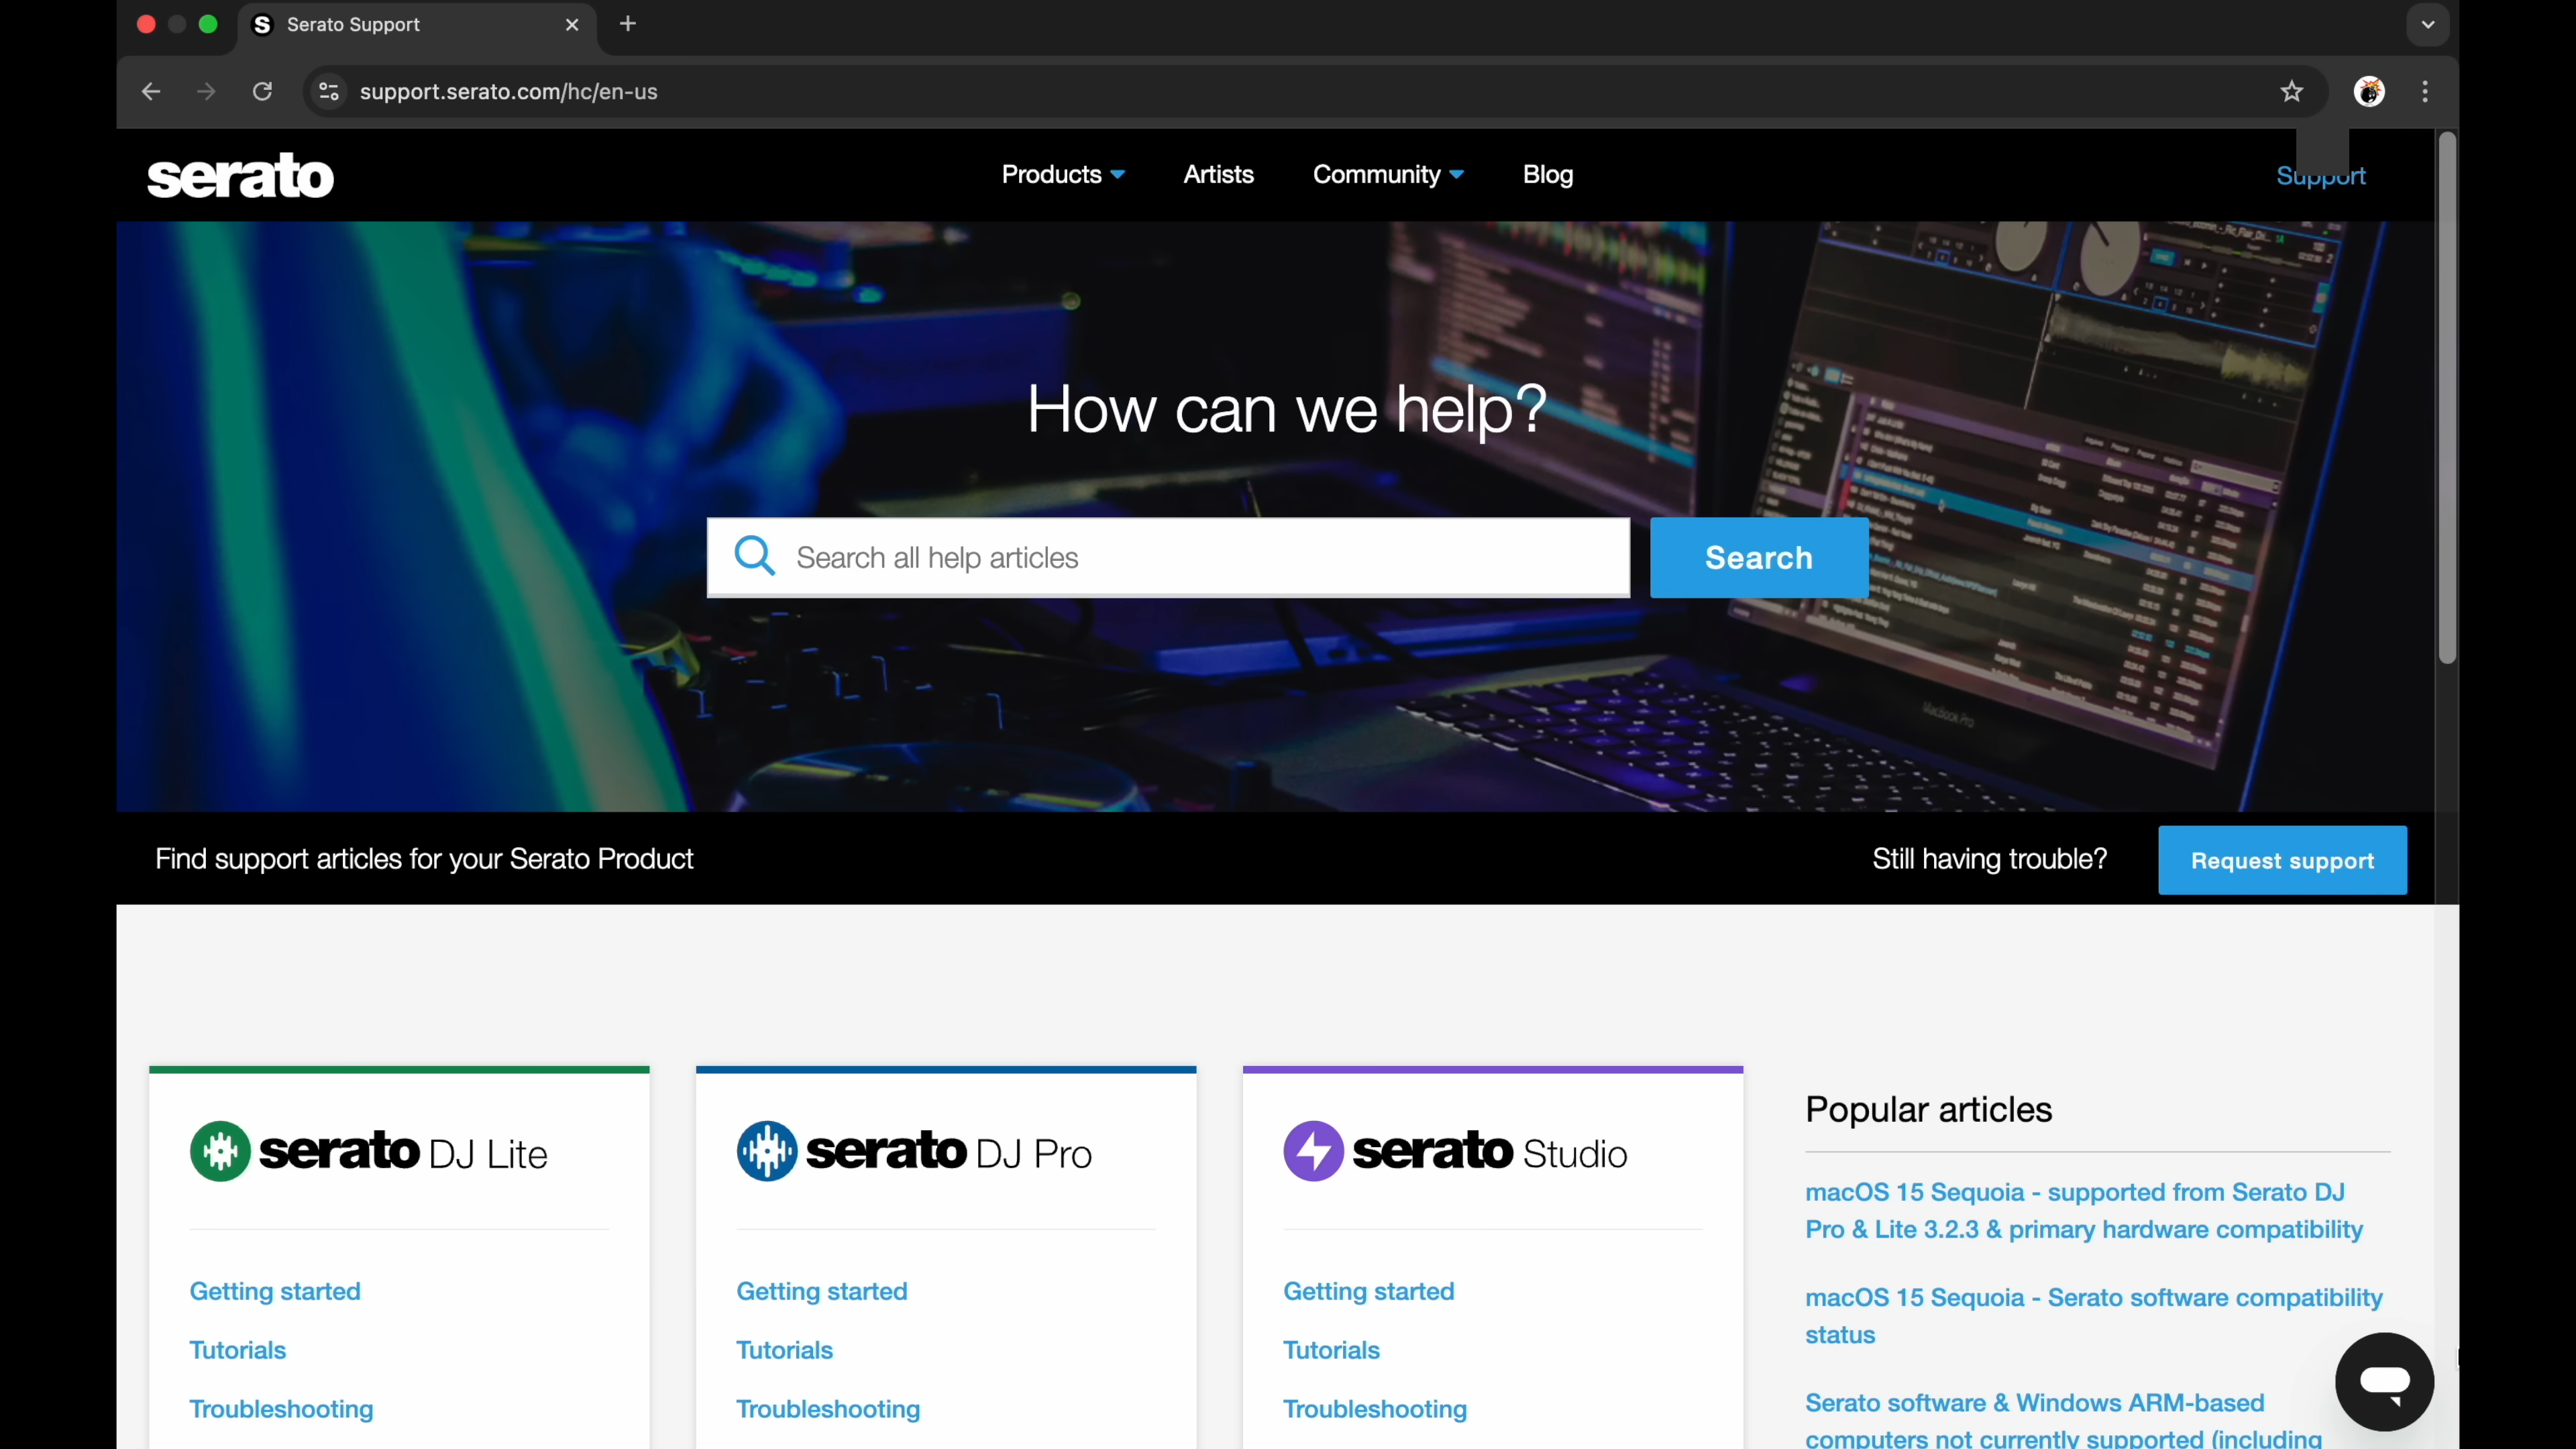 Serato Support
support.serato.com/hc/en-us
serato
Products
Artists
Community
Blog
Support
How can we help?
Search all help articles
Search
MacBook Pro
Find support articles for your Serato Product
Still having trouble?
Request support
serato DJ Lite
Getting started
Tutorials
Troubleshooting
serato DJ Pro
Getting started
Tutorials
Troubleshooting
serato Studio
Getting started
Tutorials
Troubleshooting
Popular articles
macOS 15 Sequoia - supported from Serato DJ
Pro & Lite 3.2.3 & primary hardware compatibility
macOS 15 Sequoia - Serato software compatibility
status
Serato software & Windows ARM-based
computers not currently supported (including